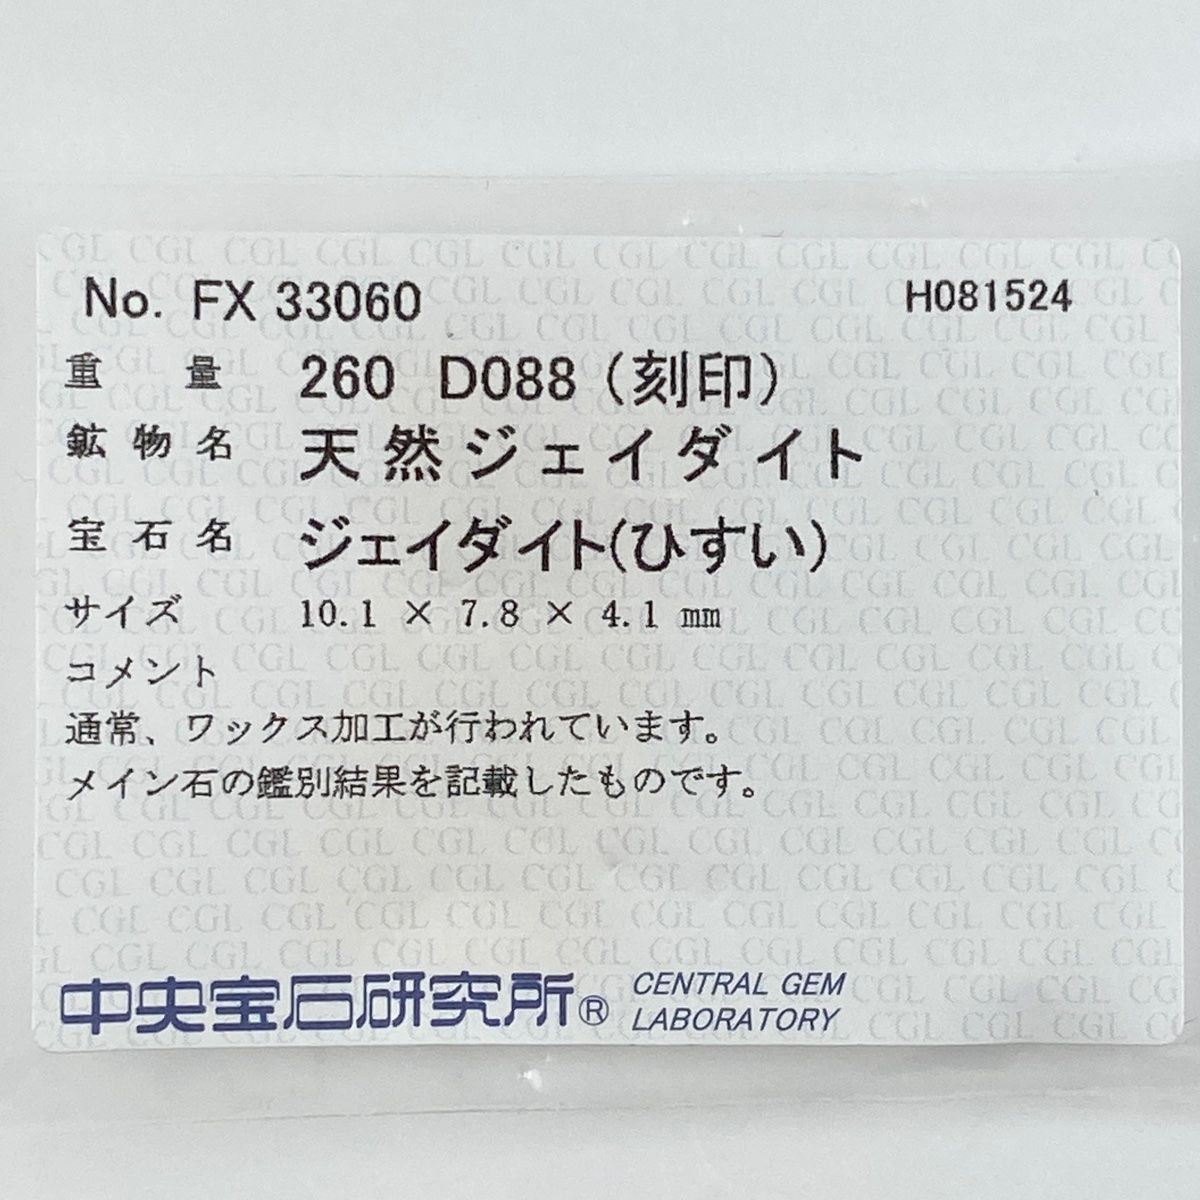 No. FX 33060 H081524
重量 260 D088 (刻印)
鉱物名 天然ジェイダイト
宝石名 ジェイダイト(ひすい)
サイズ 10.1 × 7.8 × 4.1 mm
コメント
通常、ワックス加工が行われています。
メイン石の鑑別結果を記載したものです。
中央宝石研究所® CENTRAL GEM
LABORATORY